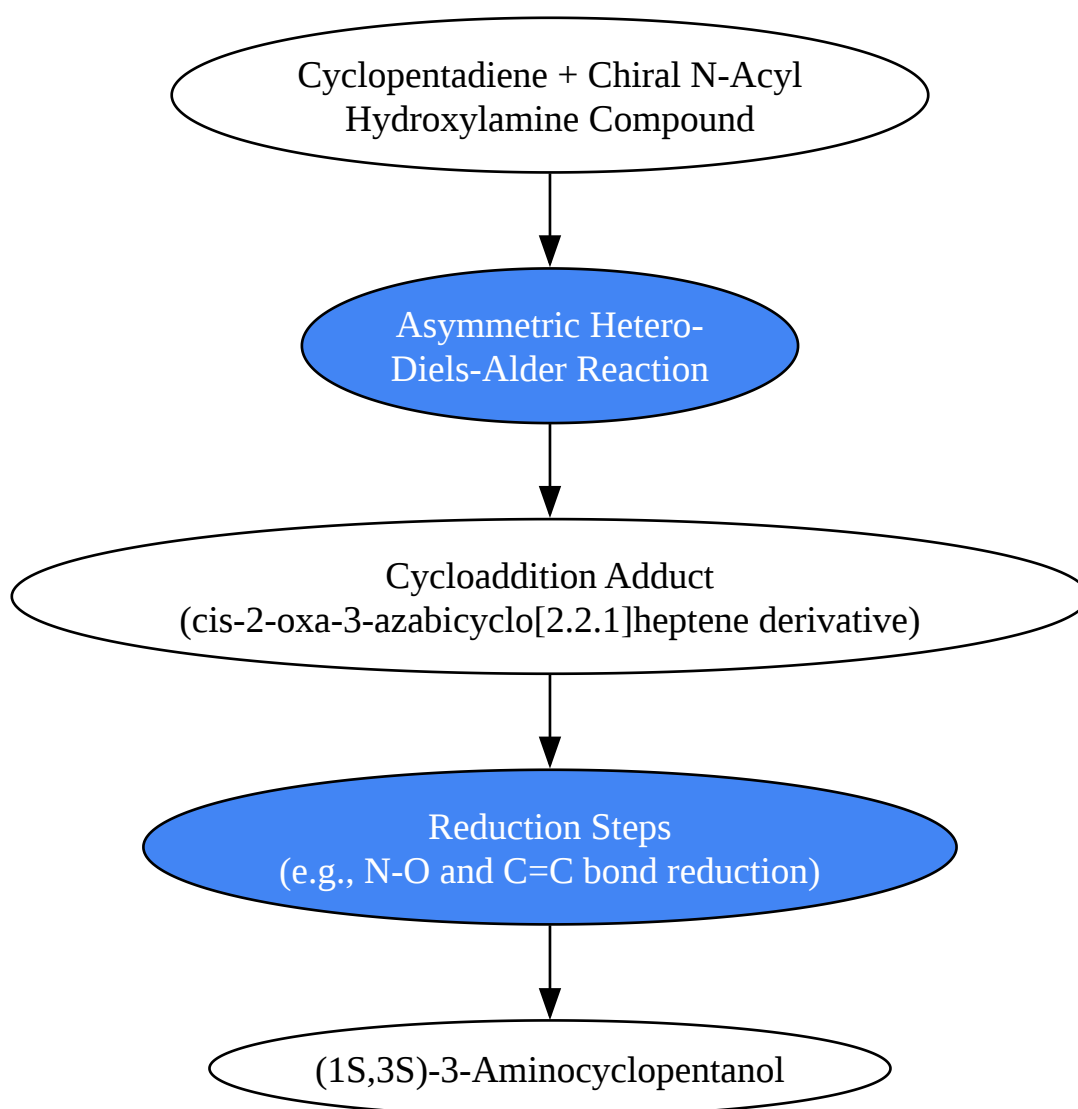 Cyclopentadiene + Chiral N-Acyl
Hydroxylamine Compound
Asymmetric Hetero-
Diels-Alder Reaction
Cycloaddition Adduct
(cis-2-oxa-3-azabicyclo[2.2.1]heptene derivative)
Reduction Steps
(e.g., N-O and C=C bond reduction)
(1S,3S)-3-Aminocyclopentanol